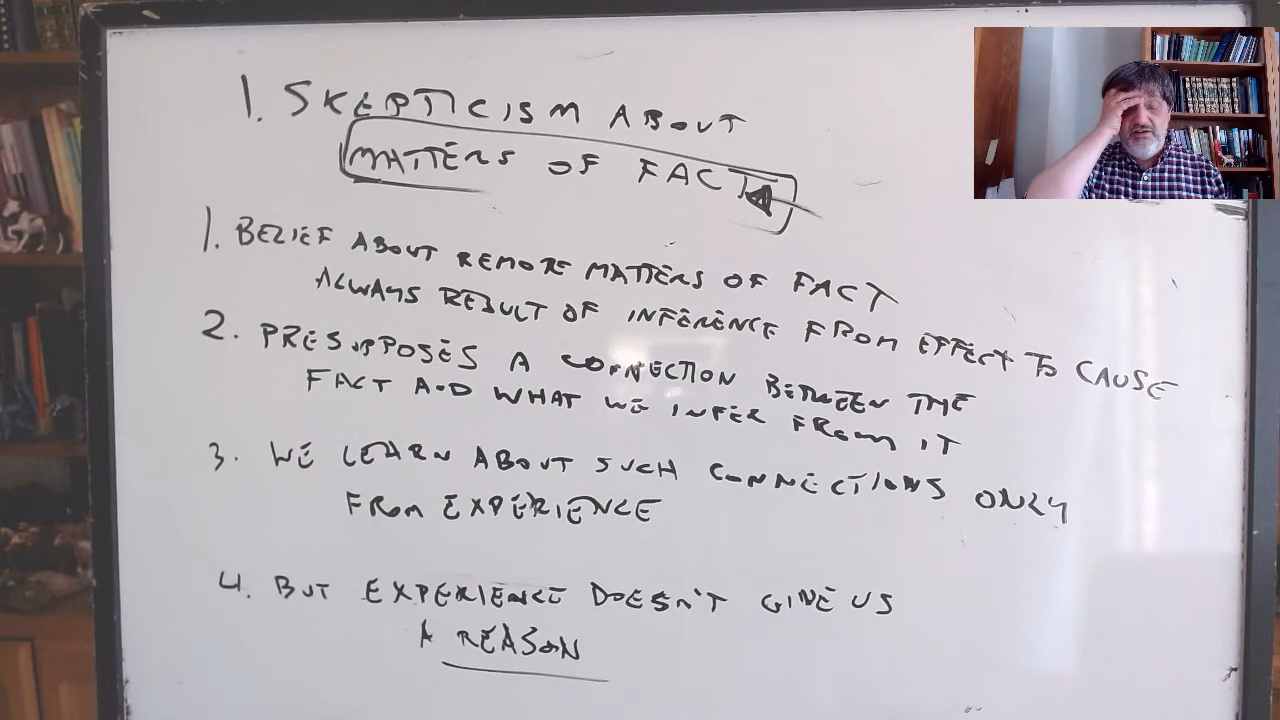 1. SKEPTICISM ABOUT
MATTERS OF FACT
1. BELIEF ABOUT REMOTE MATTERS OF FACT
ALWAYS RESULT OF INFERENCE FROM EFFECT TO CAUSE
2. PRESUPPOSES A CONNECTION BETWEEN THE
FACT AND WHAT WE INFER FROM IT
3. WE LEARN ABOUT SUCH CONNECTIONS ONLY
FROM EXPERIENCE
4. BUT EXPERIENCE DOESN'T GIVE US
A REASON